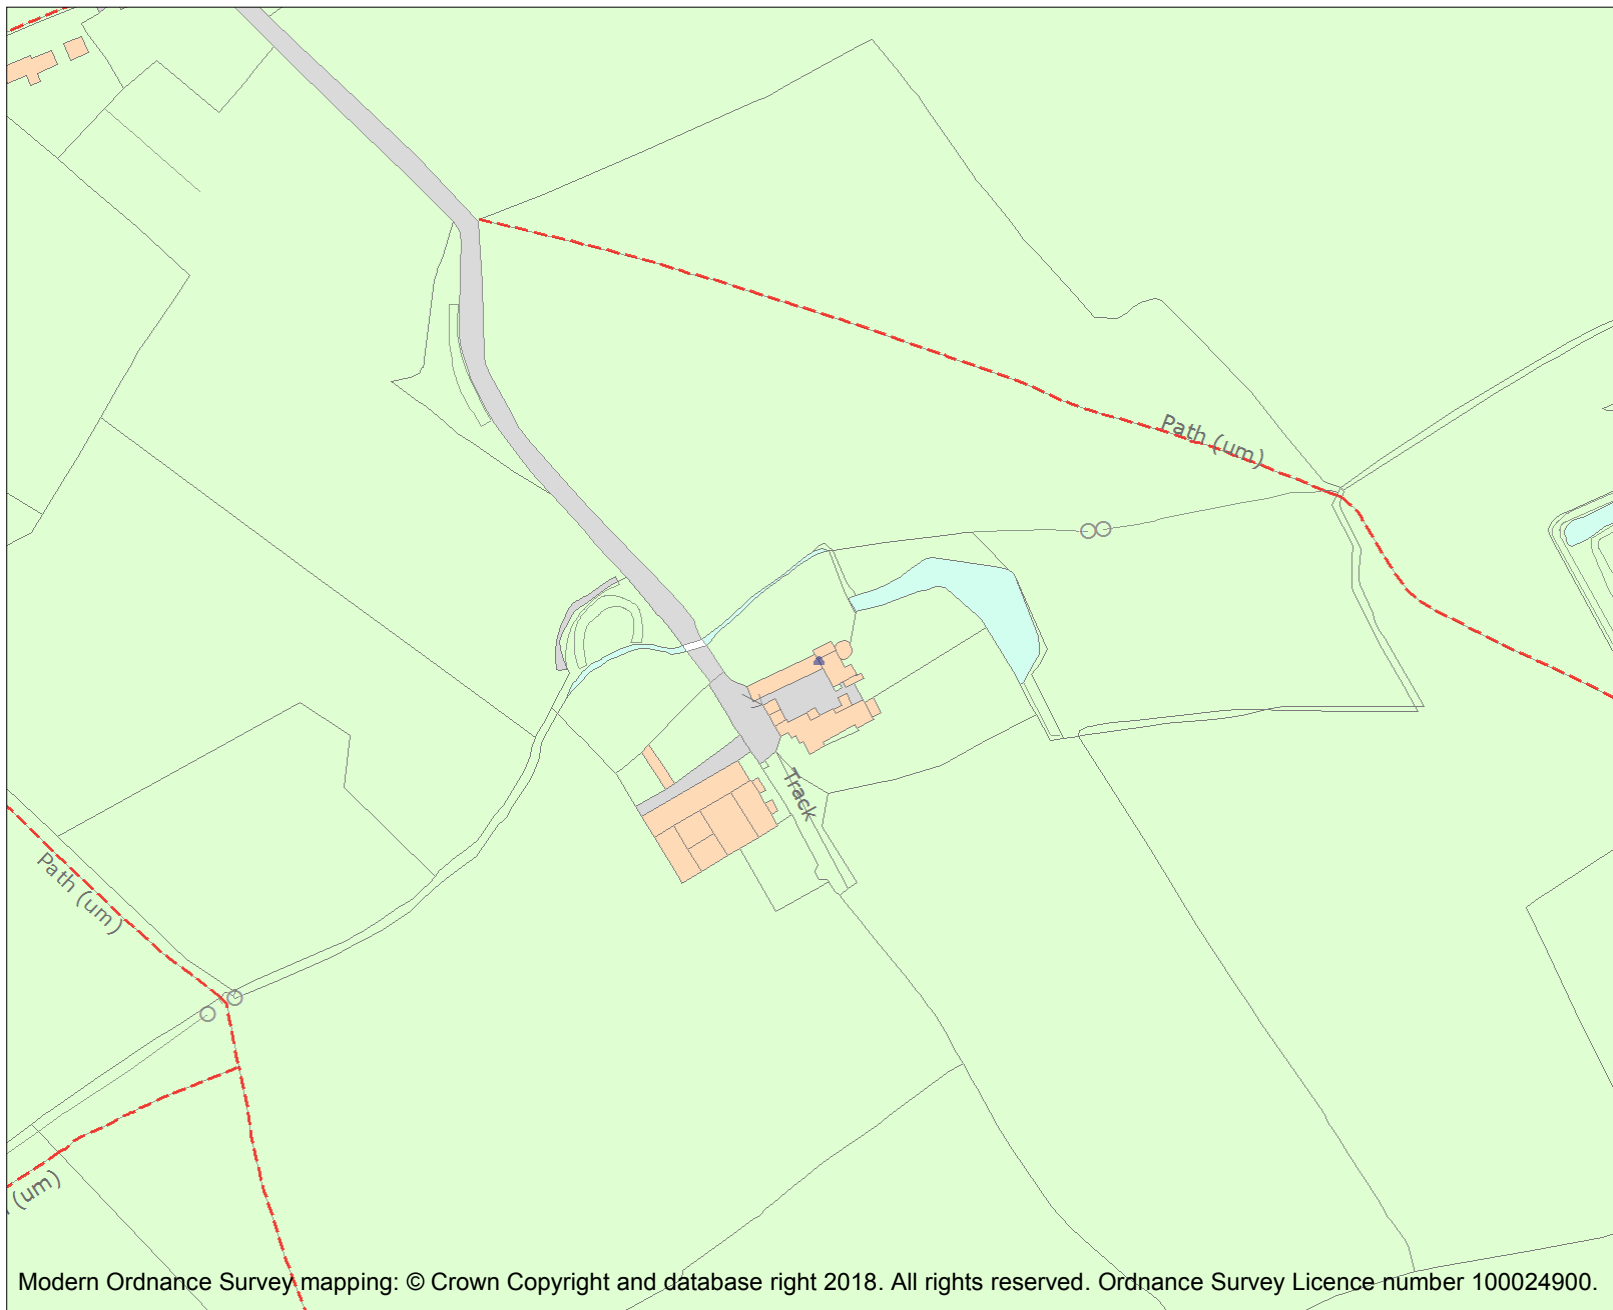 Path (um)
Track
Path (um)
(um)
Modern Ordnance Survey mapping: © Crown Copyright and database right 2018. All rights reserved. Ordnance Survey Licence number 100024900.